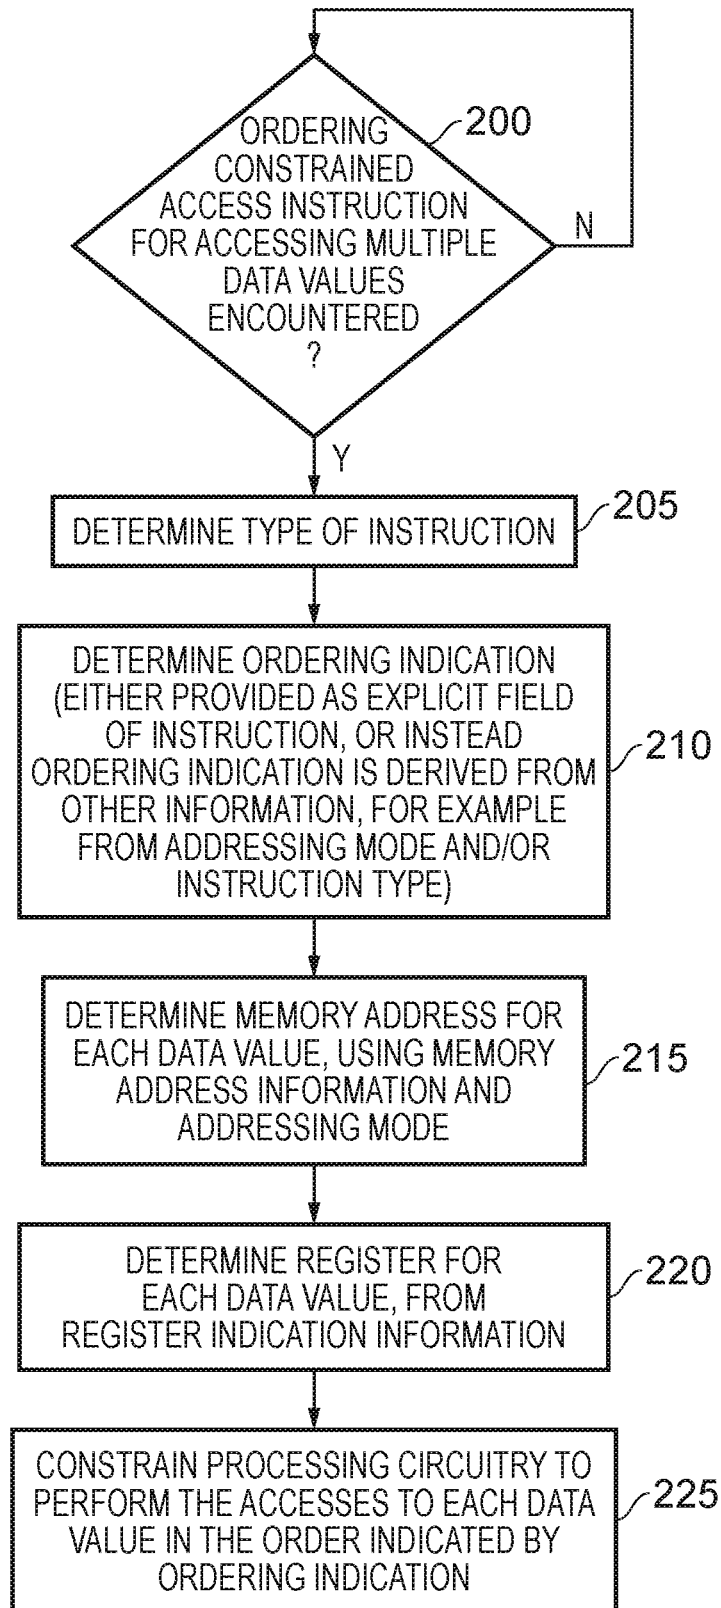 ORDERING
200
CONSTRAINED
ACCESS INSTRUCTION
FOR ACCESSING MULTIPLE
N
DATA VALUES
ENCOUNTERED
?
Y
DETERMINE TYPE OF INSTRUCTION
205
DETERMINE ORDERING INDICATION
(EITHER PROVIDED AS EXPLICIT FIELD
OF INSTRUCTION, OR INSTEAD
ORDERING INDICATION IS DERIVED FROM
OTHER INFORMATION, FOR EXAMPLE
FROM ADDRESSING MODE AND/OR
INSTRUCTION TYPE)
210
DETERMINE MEMORY ADDRESS FOR
EACH DATA VALUE, USING MEMORY
ADDRESS INFORMATION AND
ADDRESSING MODE
215
DETERMINE REGISTER FOR
EACH DATA VALUE, FROM
REGISTER INDICATION INFORMATION
220
CONSTRAIN PROCESSING CIRCUITRY TO
PERFORM THE ACCESSES TO EACH DATA
VALUE IN THE ORDER INDICATED BY
ORDERING INDICATION
225